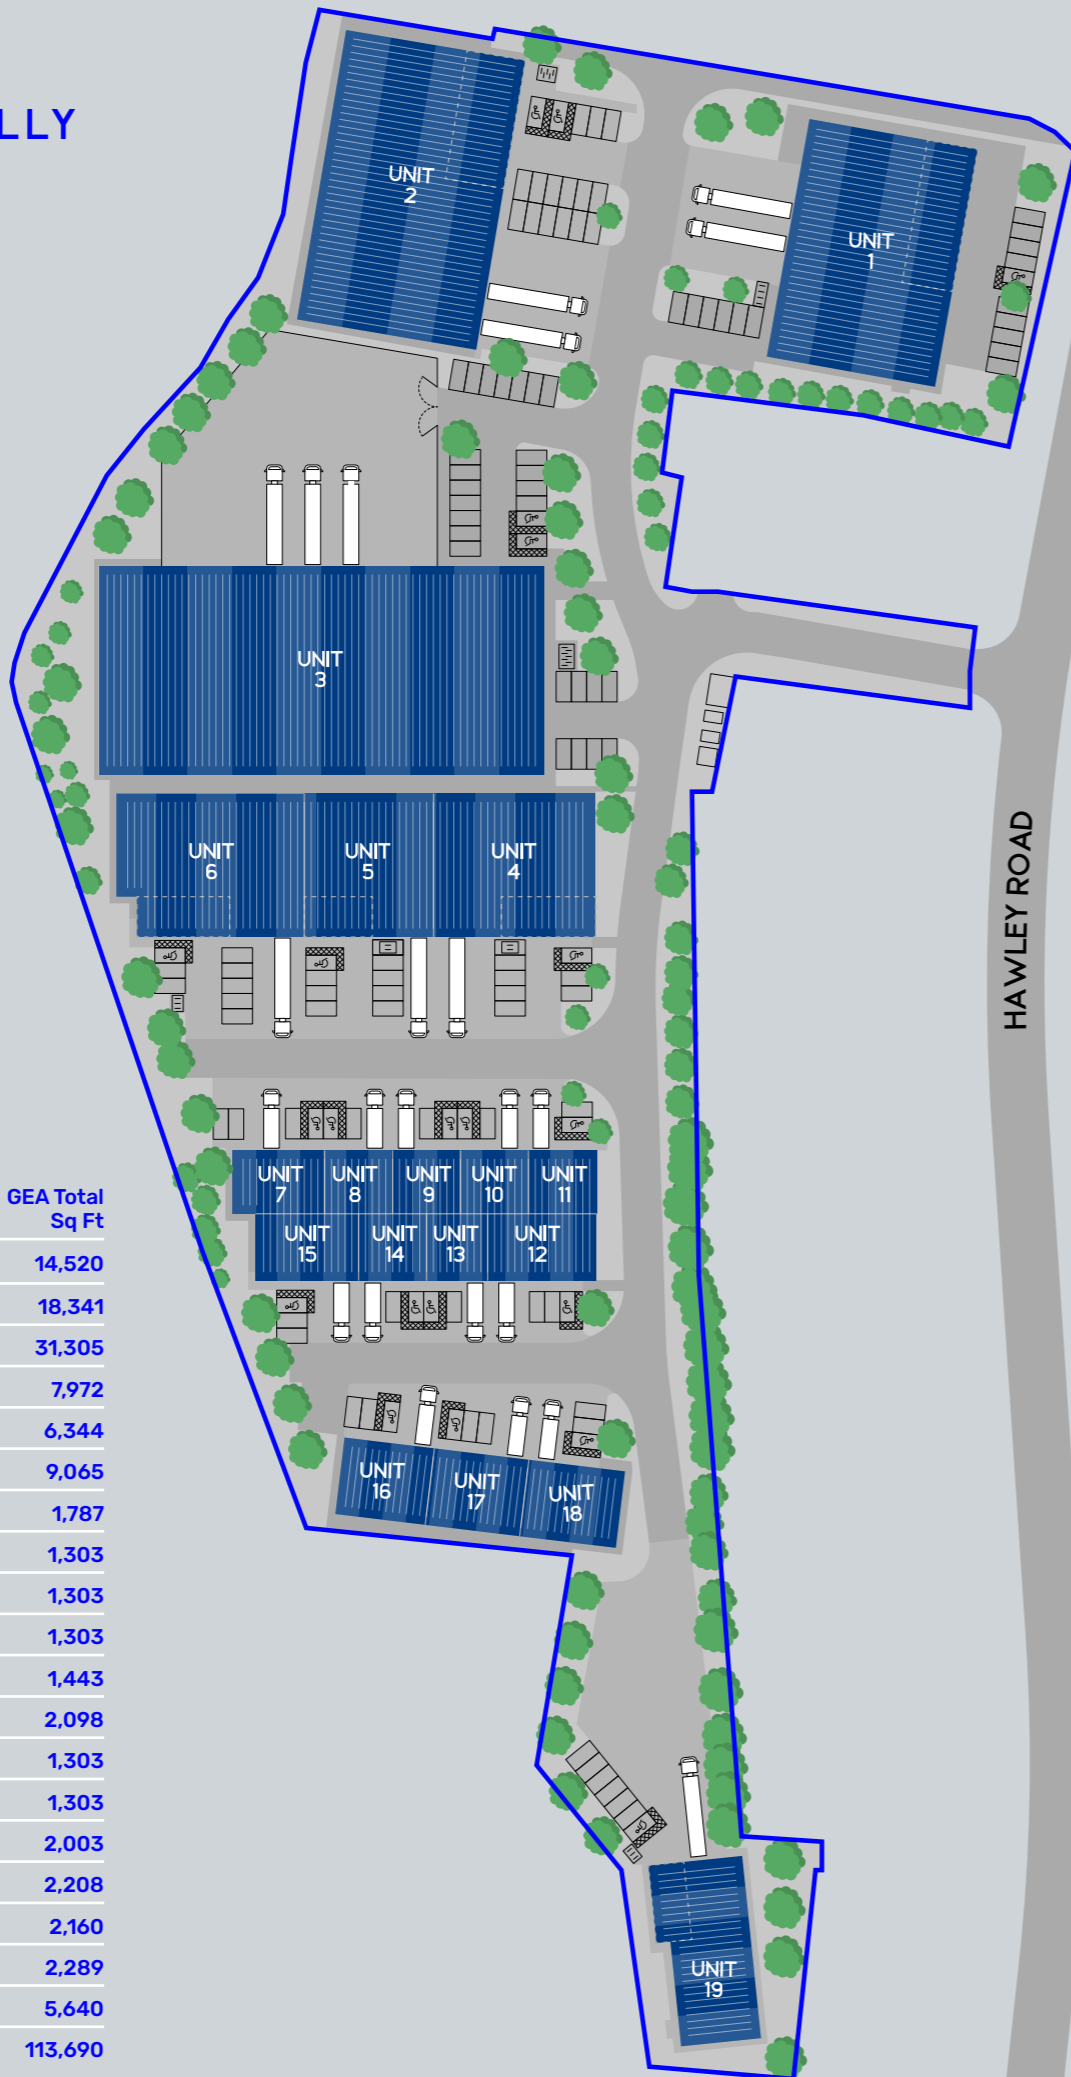 LLY
UNIT
2
UNIT
1
UNIT
3
UNIT
6
UNIT
5
UNIT
4
HAWLEY ROAD
UNIT
7
UNIT
8
UNIT
9
UNIT
10
UNIT
11
UNIT
15
UNIT
14
UNIT
13
UNIT
12
UNIT
16
UNIT
17
UNIT
18
UNIT
19
GEA Total
Sq Ft
14,520
18,341
31,305
7,972
6,344
9,065
1,787
1,303
1,303
1,303
1,443
2,098
1,303
1,303
2,003
2,208
2,160
2,289
5,640
113,690